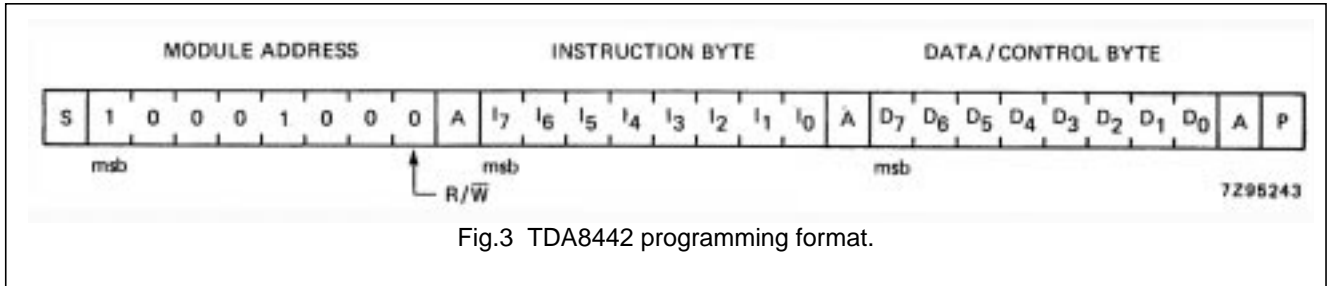 MODULE ADDRESS INSTRUCTION BYTE DATA/CONTROL BYTE
S 1 0 0 0 1 0 0 0 A I7 I6 I5 I4 I3 I2 I1 I0 A D7 D6 D5 D4 D3 D2 D1 D0 A P
msb msb msb
R/W̅ 7Z95243
Fig.3 TDA8442 programming format.